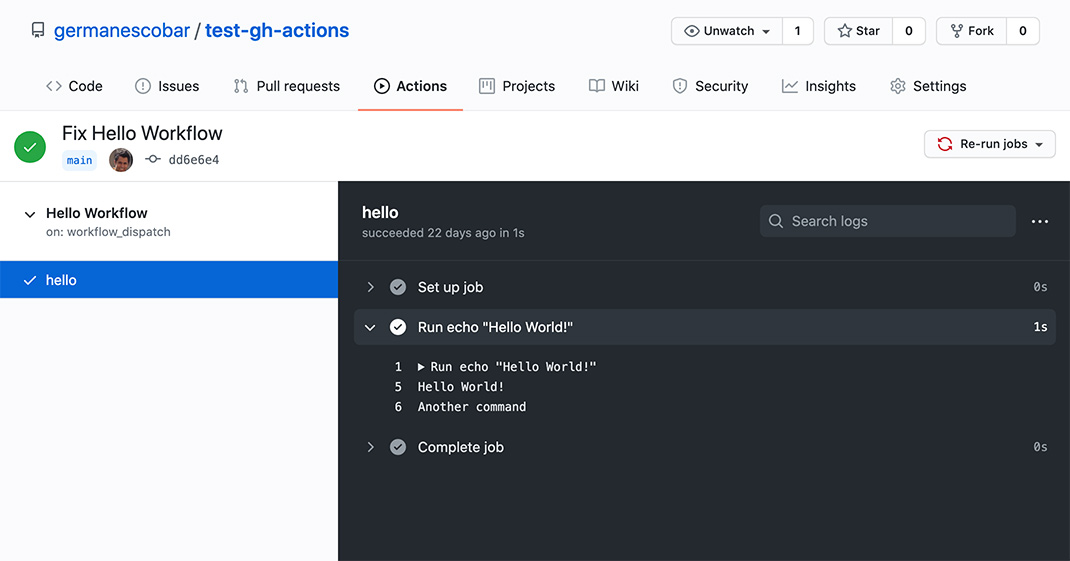 germanescobar / test-gh-actions
Unwatch 1 Star 0 Fork 0
Code Issues Pull requests Actions Projects Wiki Security Insights Settings
Fix Hello Workflow
main dd6e6e4
Re-run jobs
Hello Workflow
on: workflow_dispatch
hello
hello
succeeded 22 days ago in 1s
Search logs
Set up job 0s
Run echo "Hello World!" 1s
1 Run echo "Hello World!"
5 Hello World!
6 Another command
Complete job 0s